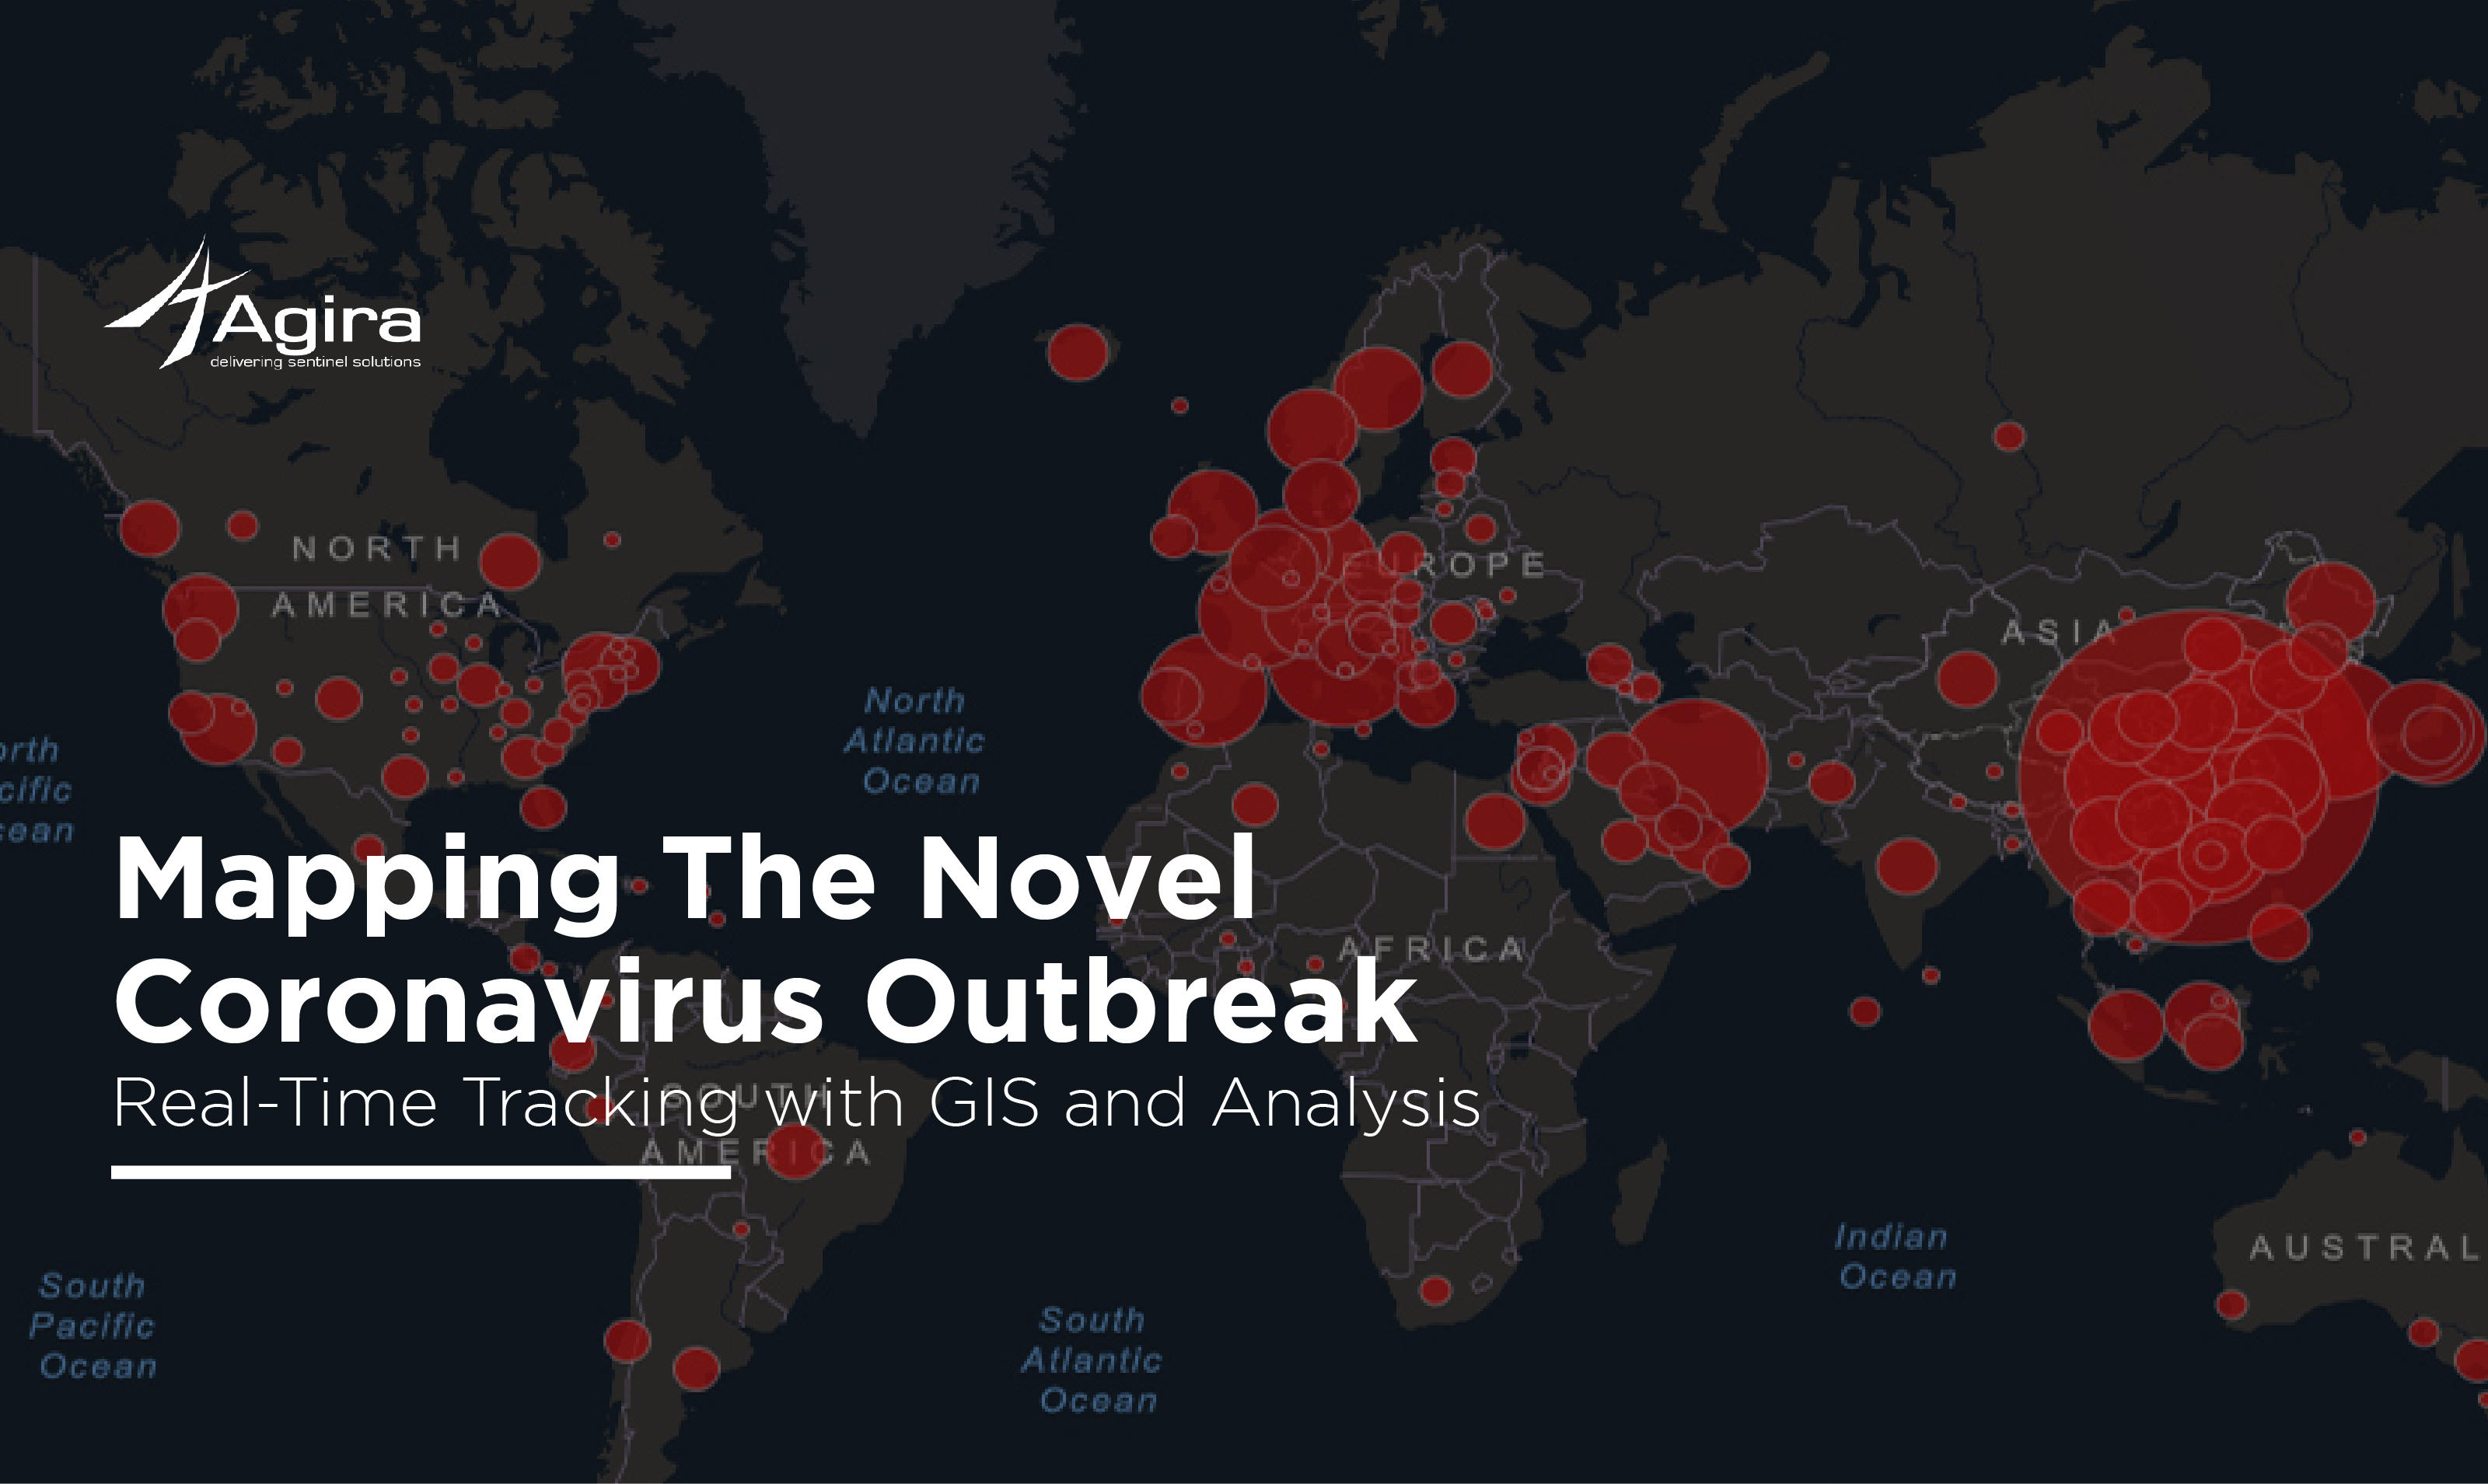 Agira
delivering sentinel solutions
NORTH
AMERICA
EUROPE
ASIA
North
Atlantic
Ocean
orth
cific
cean
Mapping The Novel
Coronavirus Outbreak
Real-Time Tracking with GIS and Analysis
AFRICA
SOUTH
AMERICA
Indian
Ocean
AUSTRAL
South
Pacific
Ocean
South
Atlantic
Ocean